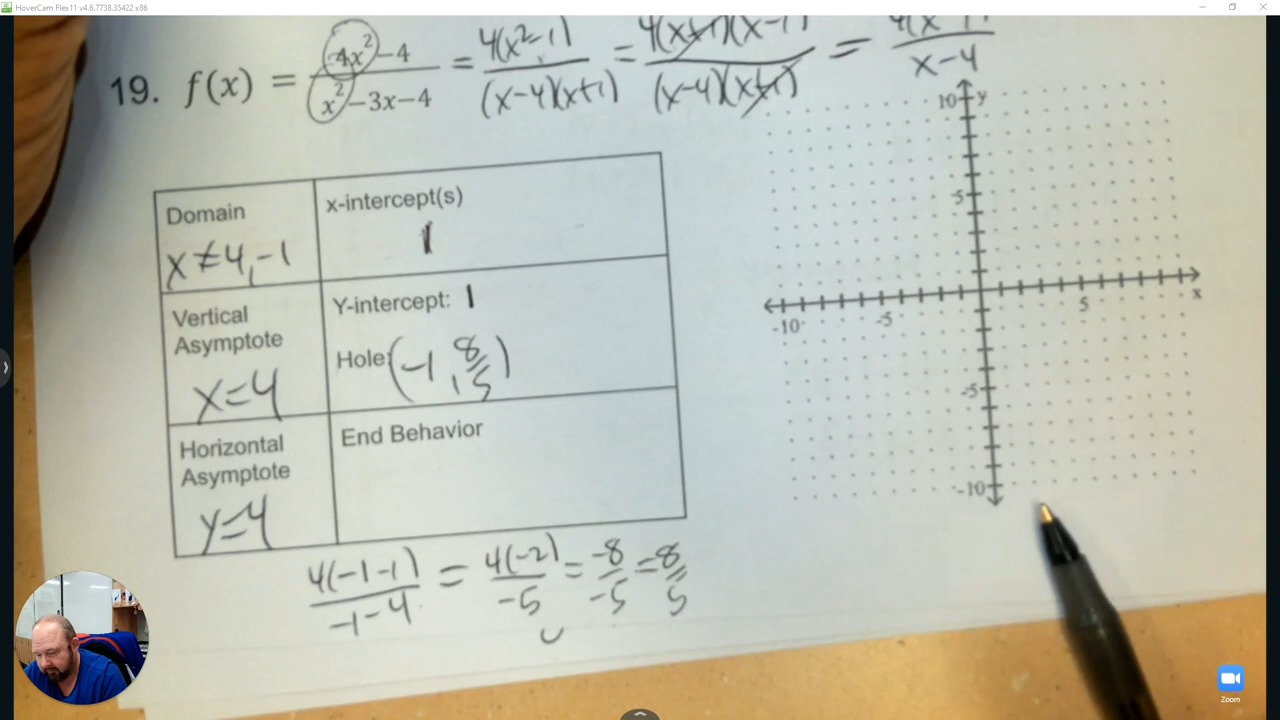 HoverCam Flex11 v4.6.7738.35422 x86
19. f(x) = 4x²-4 / x²-3x-4 = 4(x²-1) / (x-4)(x+1) = 4(x+1)(x-1) / (x-4)(x+1) = 4(x-1) / x-4
10 y
5
-10 -5 5 x
-5
-10
Domain
x≠4,-1
x-intercept(s)
1
Vertical
Asymptote
x=4
Y-intercept: 1
Hole: (-1, 8/5)
Horizontal
Asymptote
y=4
End Behavior
4(-1-1) / -1-4 = 4(-2) / -5 = -8 / -5 = 8 / 5
Zoom